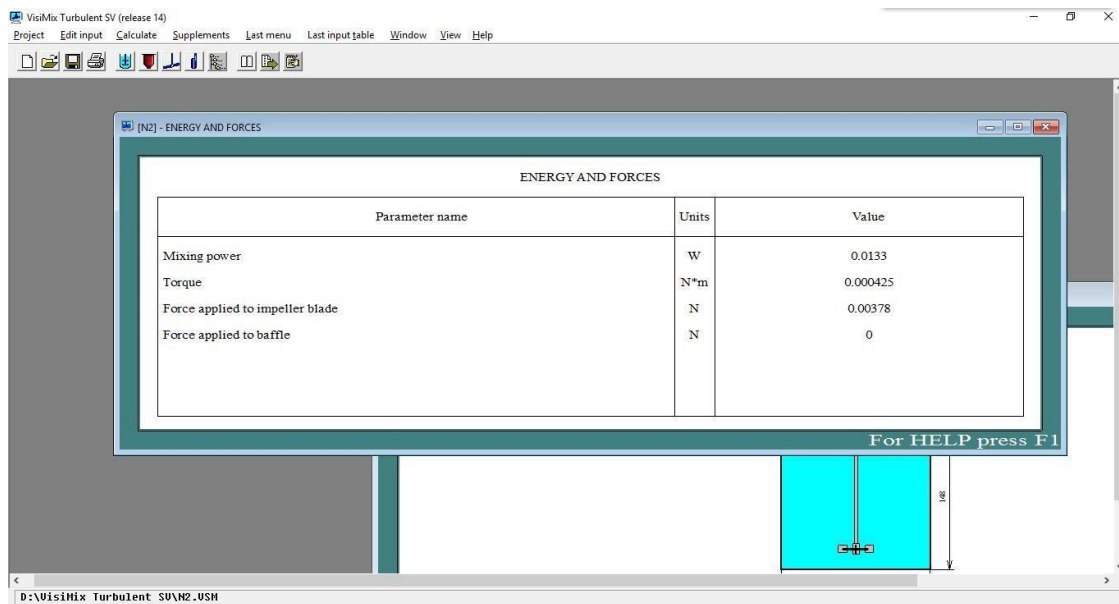 VisiMix Turbulent SV (release 14)
Project Edit input Calculate Supplements Last menu Last input table Window View Help
[N2] - ENERGY AND FORCES
ENERGY AND FORCES
Parameter name Units Value
Mixing power W 0.0133
Torque N*m 0.000425
Force applied to impeller blade N 0.00378
Force applied to baffle N 0
For HELP press F1
148
D:\VisiMix Turbulent SV\N2.VSM